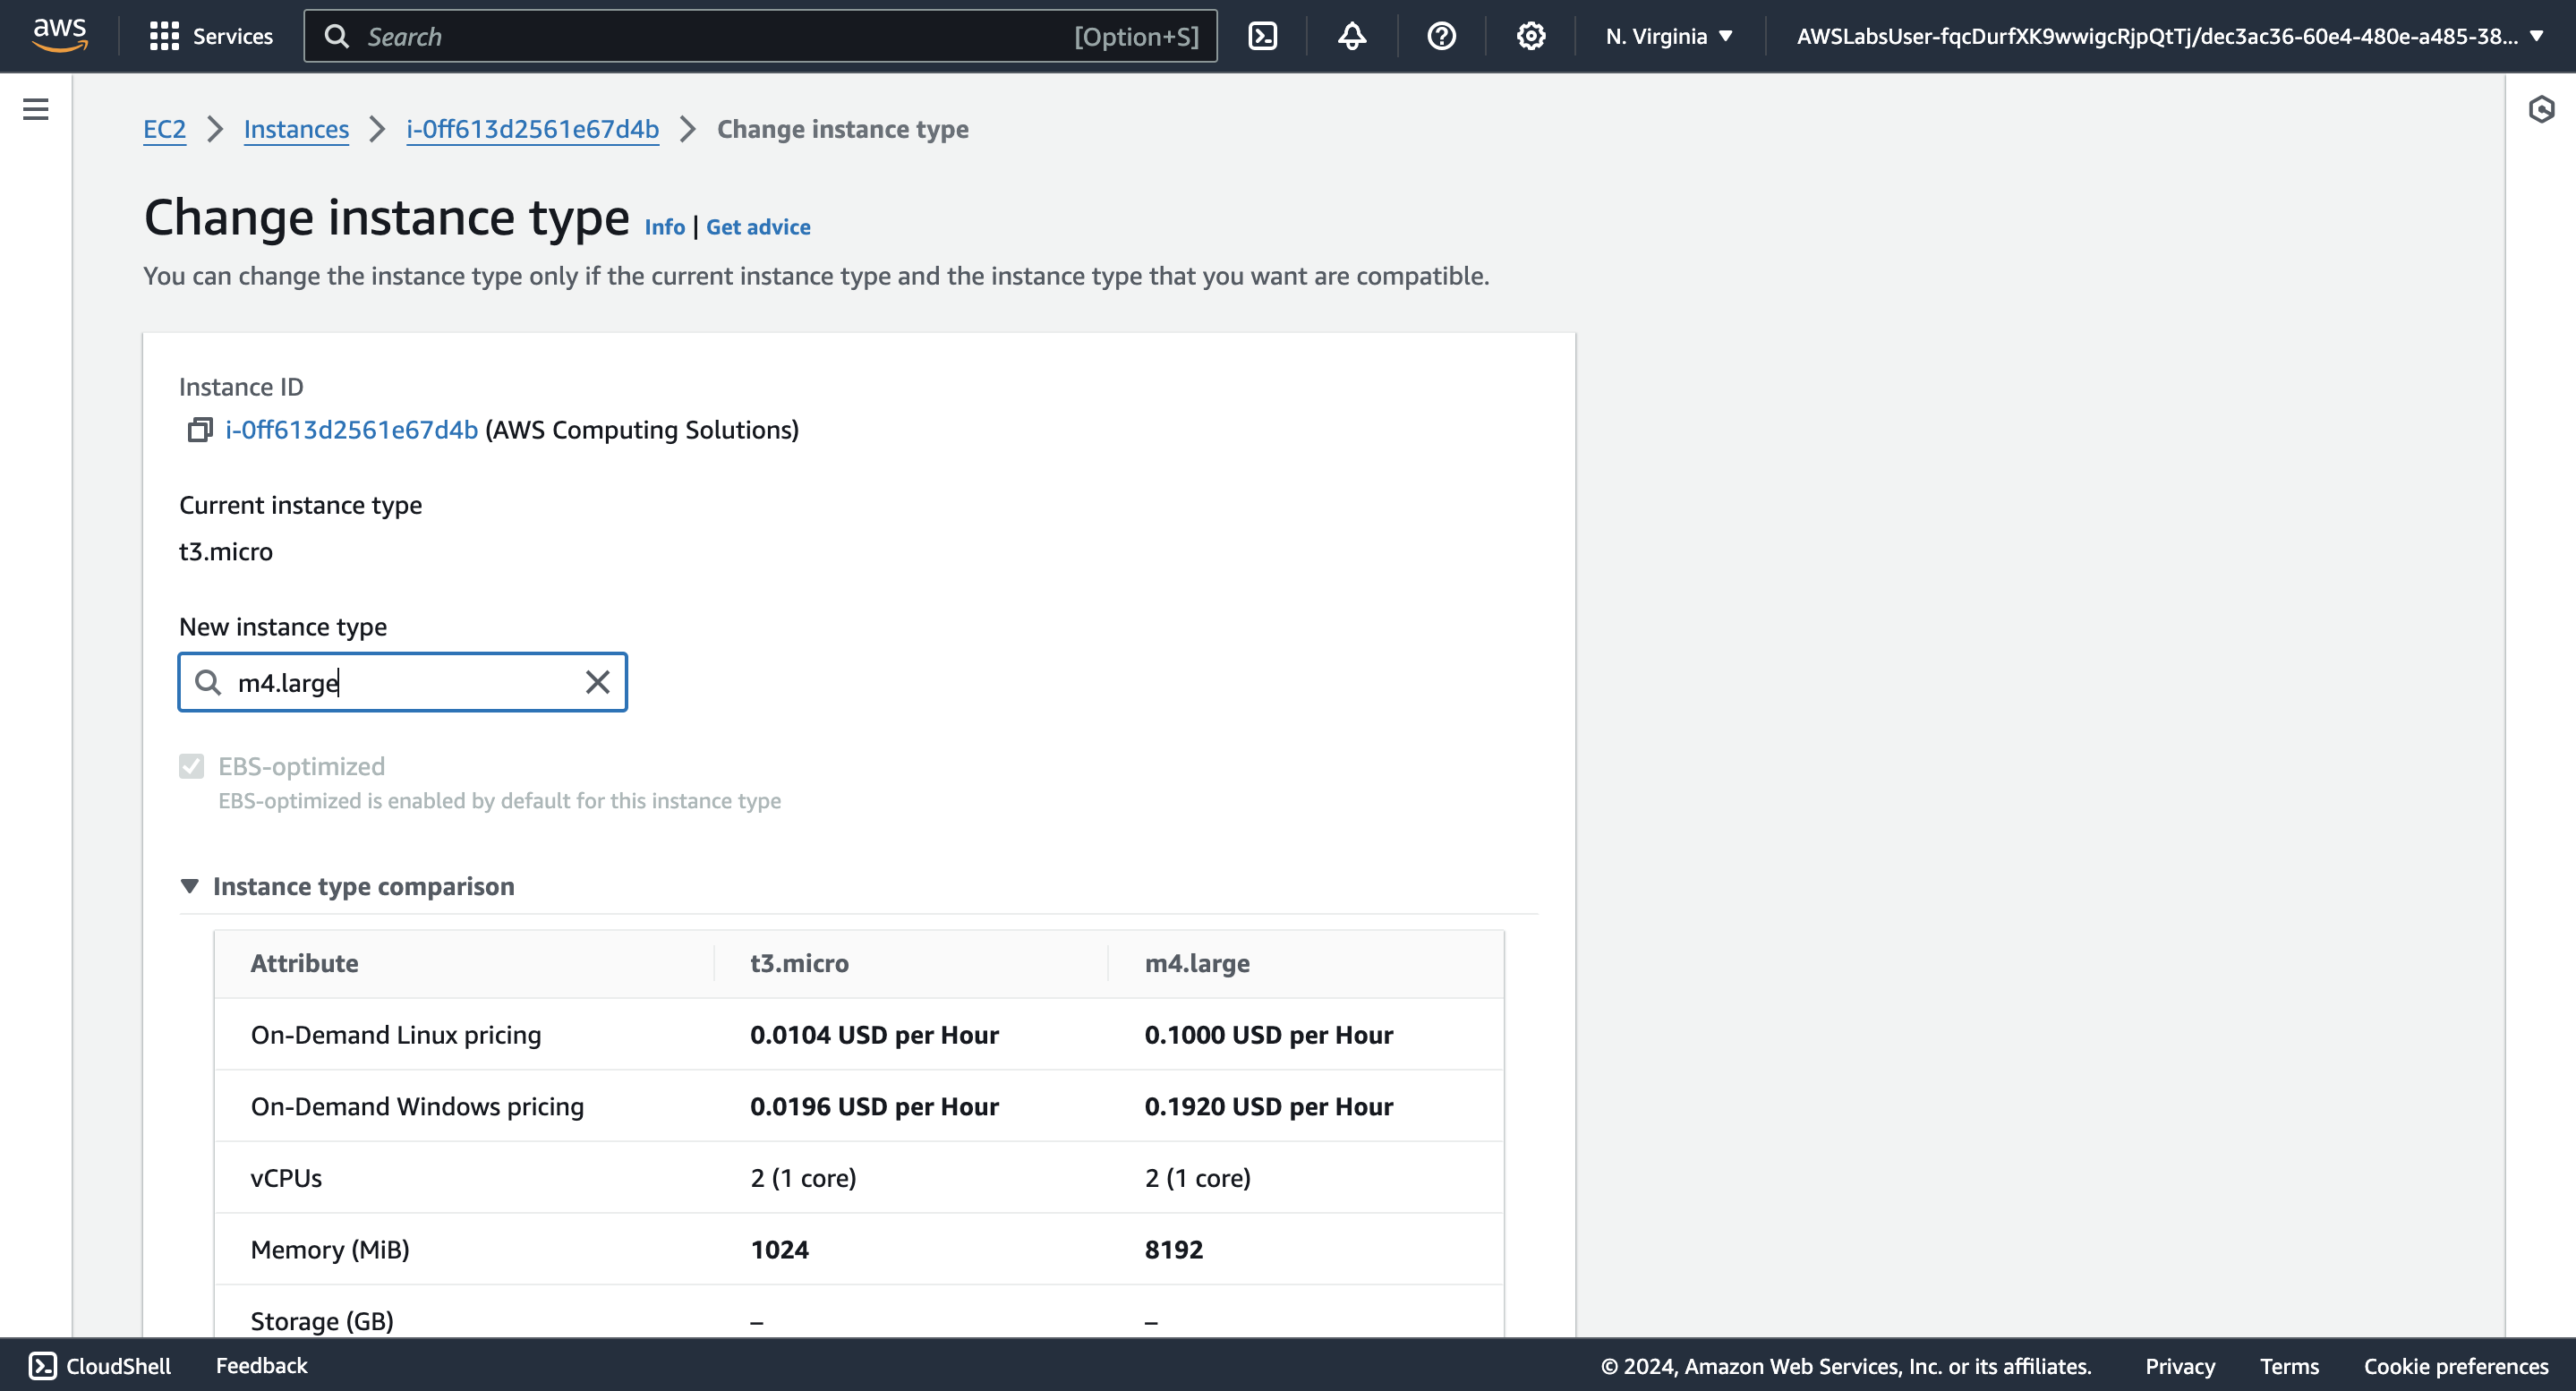 aws Services Search [Option+S] N. Virginia AWSLabsUser-fqcDurfXK9wwigcRjpQtTj/dec3ac36-60e4-480e-a485-38...
EC2 Instances i-0ff613d2561e67d4b Change instance type
Change instance type Info | Get advice
You can change the instance type only if the current instance type and the instance type that you want are compatible.
Instance ID
i-0ff613d2561e67d4b (AWS Computing Solutions)
Current instance type
t3.micro
New instance type
m4.large
EBS-optimized
EBS-optimized is enabled by default for this instance type
Instance type comparison
Attribute t3.micro m4.large
On-Demand Linux pricing 0.0104 USD per Hour 0.1000 USD per Hour
On-Demand Windows pricing 0.0196 USD per Hour 0.1920 USD per Hour
vCPUs 2 (1 core) 2 (1 core)
Memory (MiB) 1024 8192
Storage (GB) – –
CloudShell Feedback © 2024, Amazon Web Services, Inc. or its affiliates. Privacy Terms Cookie preferences